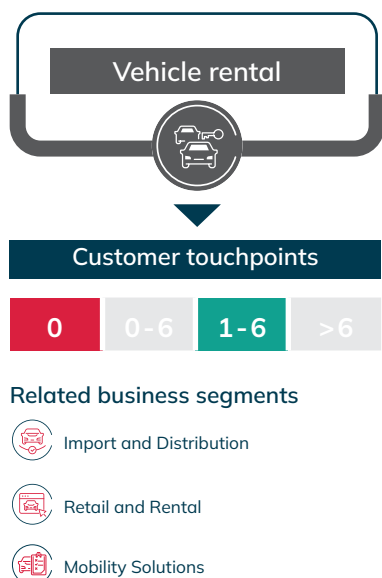 Vehicle rental
Customer touchpoints
0 0-6 1-6 >6
Related business segments
Import and Distribution
Retail and Rental
Mobility Solutions